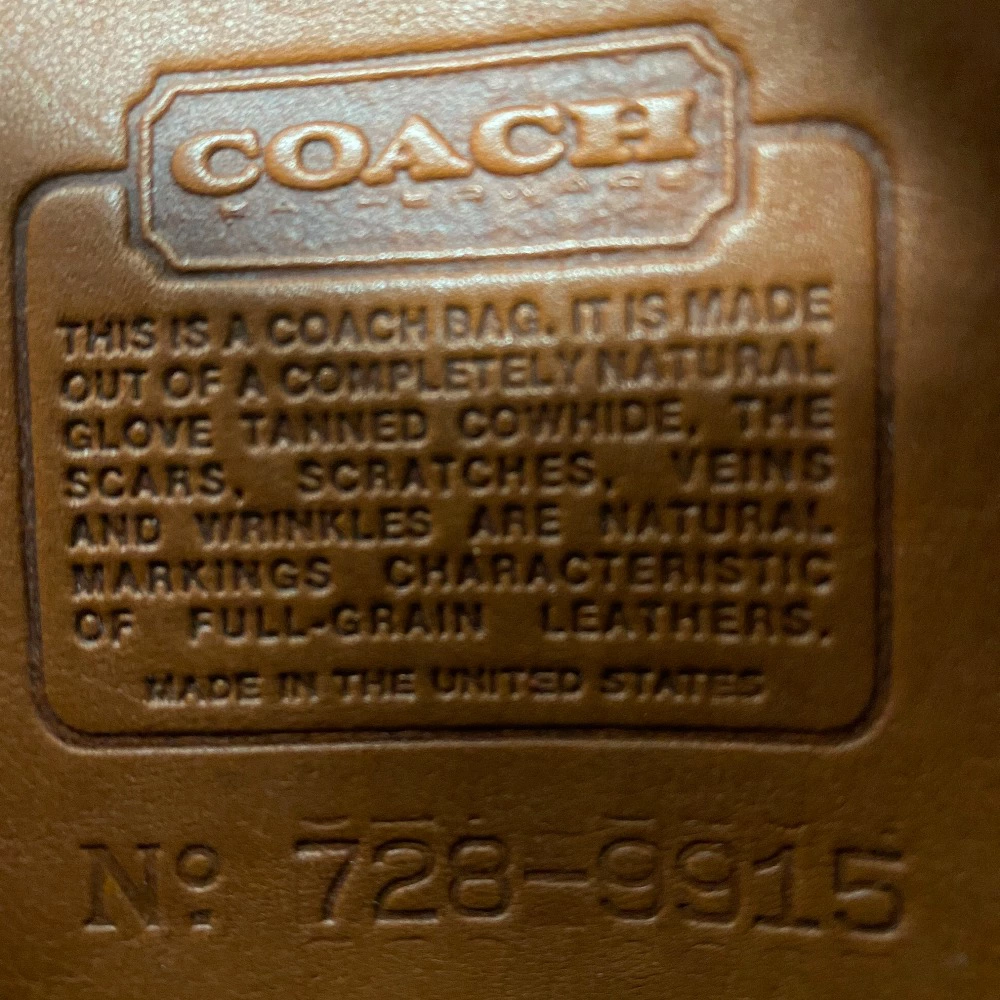 COACH
LEATHERWARE
THIS IS A COACH BAG. IT IS MADE
OUT OF A COMPLETELY NATURAL
GLOVE TANNED COWHIDE. THE
SCARS, SCRATCHES, VEINS
AND WRINKLES ARE NATURAL
MARKINGS CHARACTERISTIC
OF FULL-GRAIN LEATHERS.
MADE IN THE UNITED STATES
Nº 728-9915